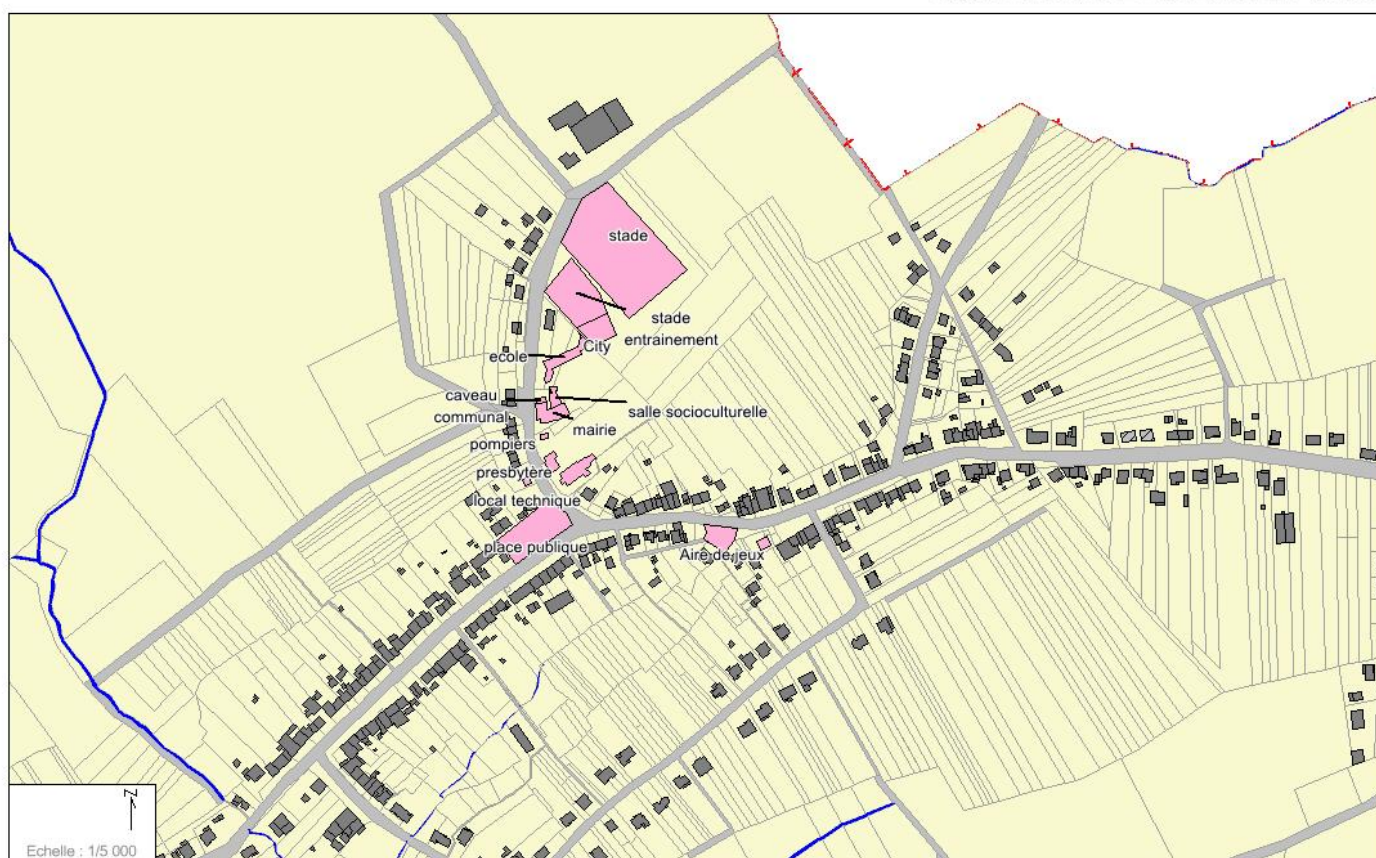 stade
stade
entrainement
City
ecole
caveau
communal
salle socioculturelle
mairie
pompiers
presbytère
local technique
place publique
Aire de jeux
Z
Echelle : 1/5 000